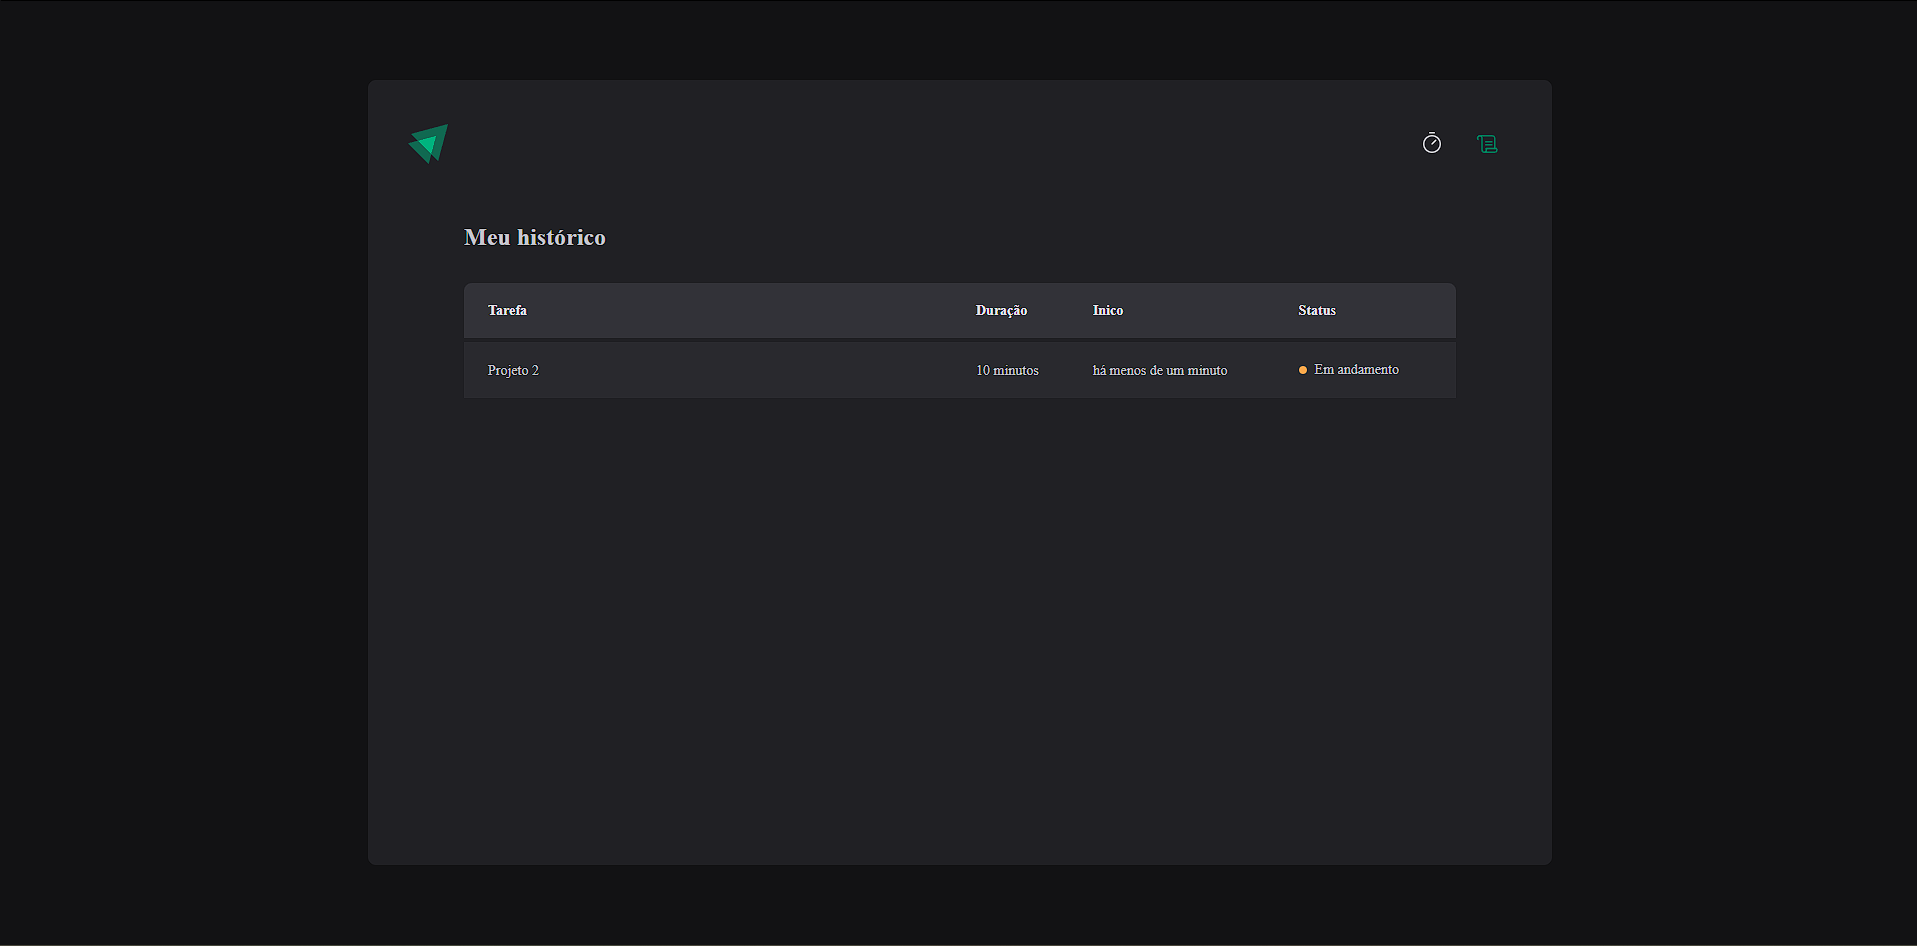 Meu histórico
Tarefa Duração Inico Status
Projeto 2 10 minutos há menos de um minuto Em andamento